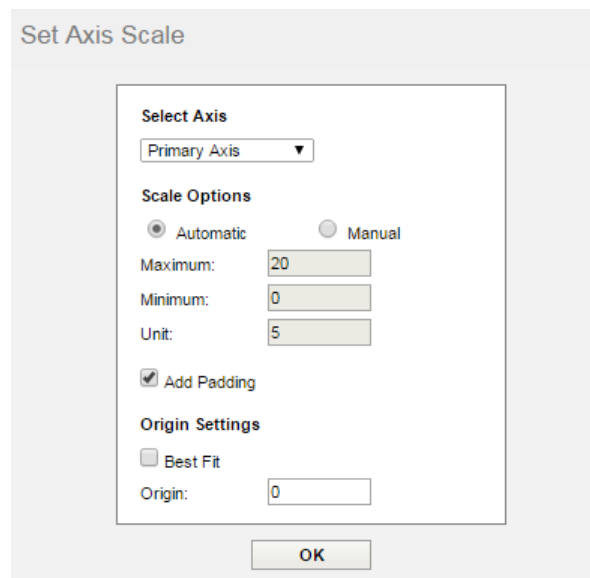 Set Axis Scale
Select Axis
Primary Axis
Scale Options
Automatic Manual
Maximum: 20
Minimum: 0
Unit: 5
Add Padding
Origin Settings
Best Fit
Origin: 0
OK